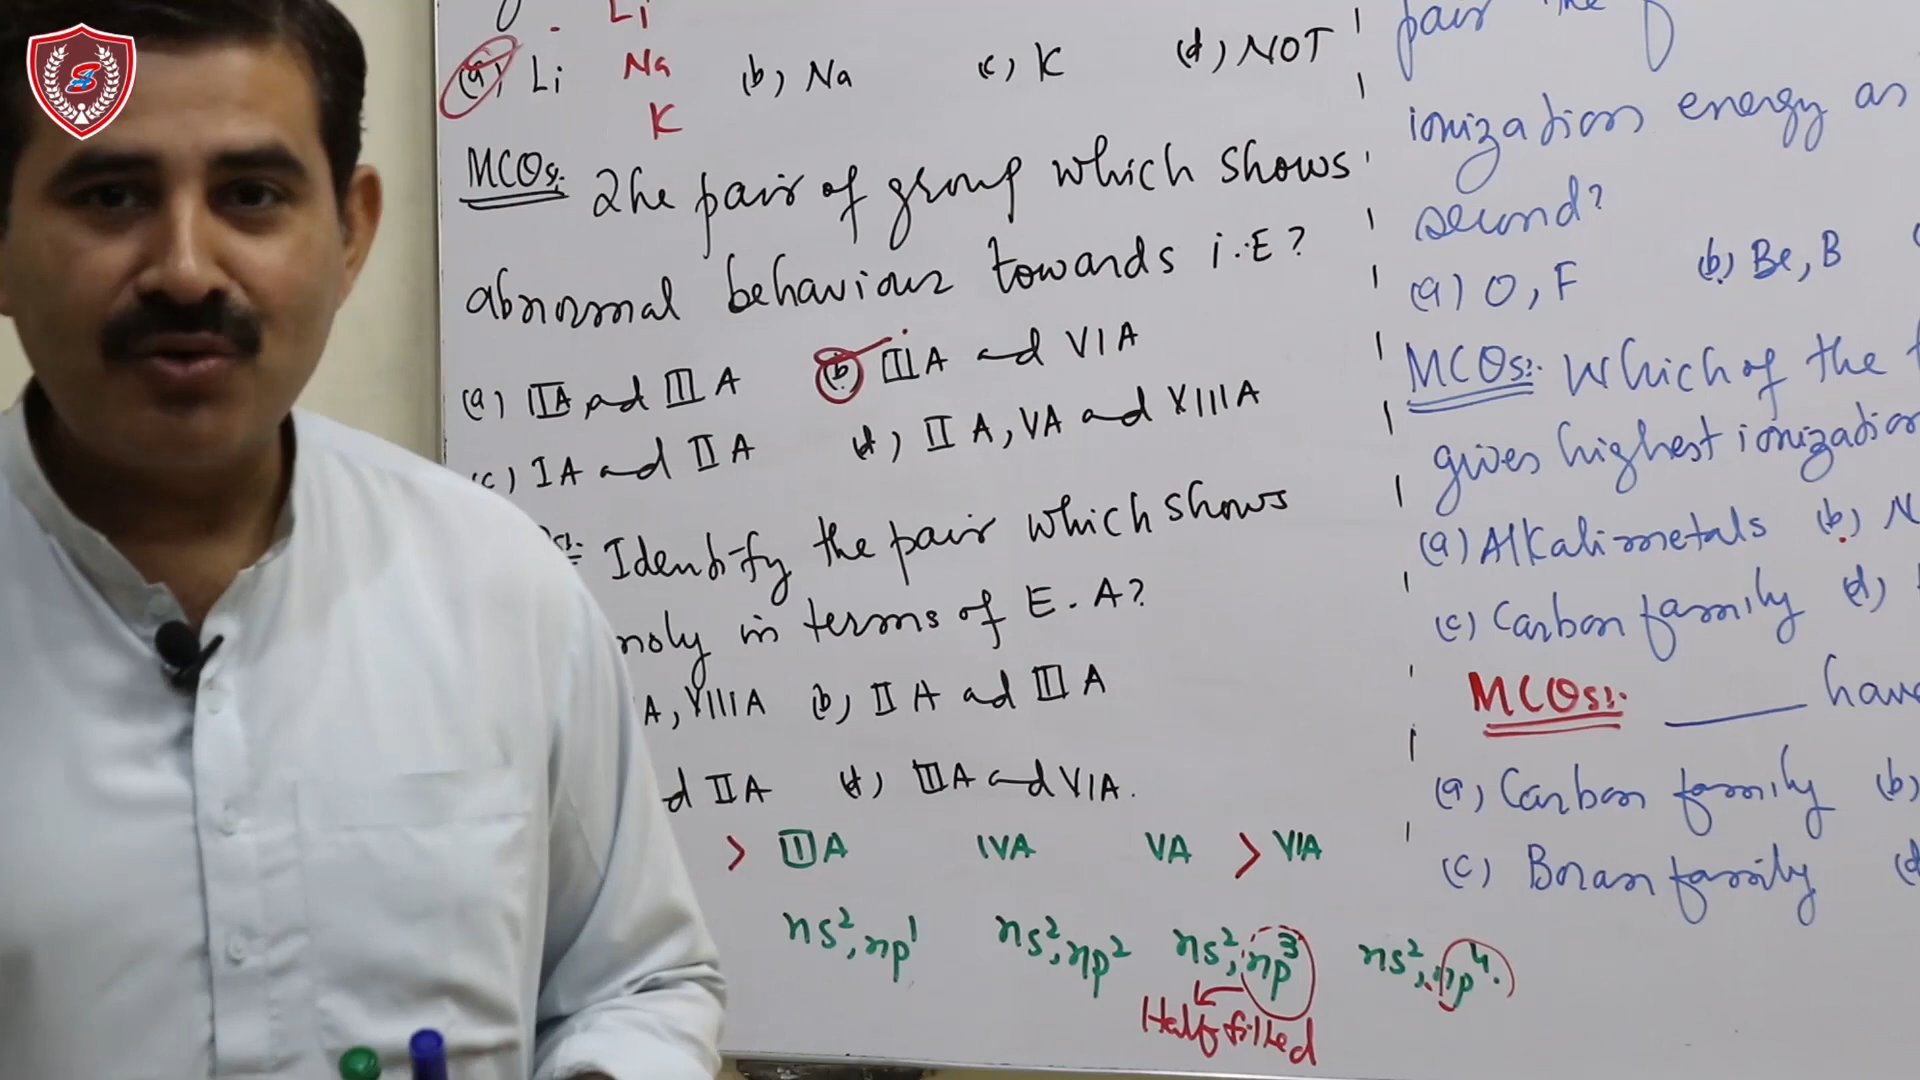 Li
(a) Li Na (b) Na (c) K (d) NOT
K
MCQs: The pair of group which shows
abnormal behaviour towards i.E?
(a) IIA and IIIA (b) IIIA and VIA
(c) IA and IIA (d) IIA, VA and XIIIA
Identify the pair which shows
moly in terms of E.A?
A, VIIIA (b) IIA ad IIIA
d IIA (d) IIIA and VIA.
> IIIA IVA VA > VIA
ns², np¹ ns², np² ns², np³ ns², np⁴.
Half filled
pair the
ionization energy as
second?
(a) O, F (b) Be, B
MCQs: Which of the
gives highest ionization
(a) Alkali metals (b) N
(c) Carbon family (d)
MCQs: ____ have
(a) Carbon family (b)
(c) Boran family (d